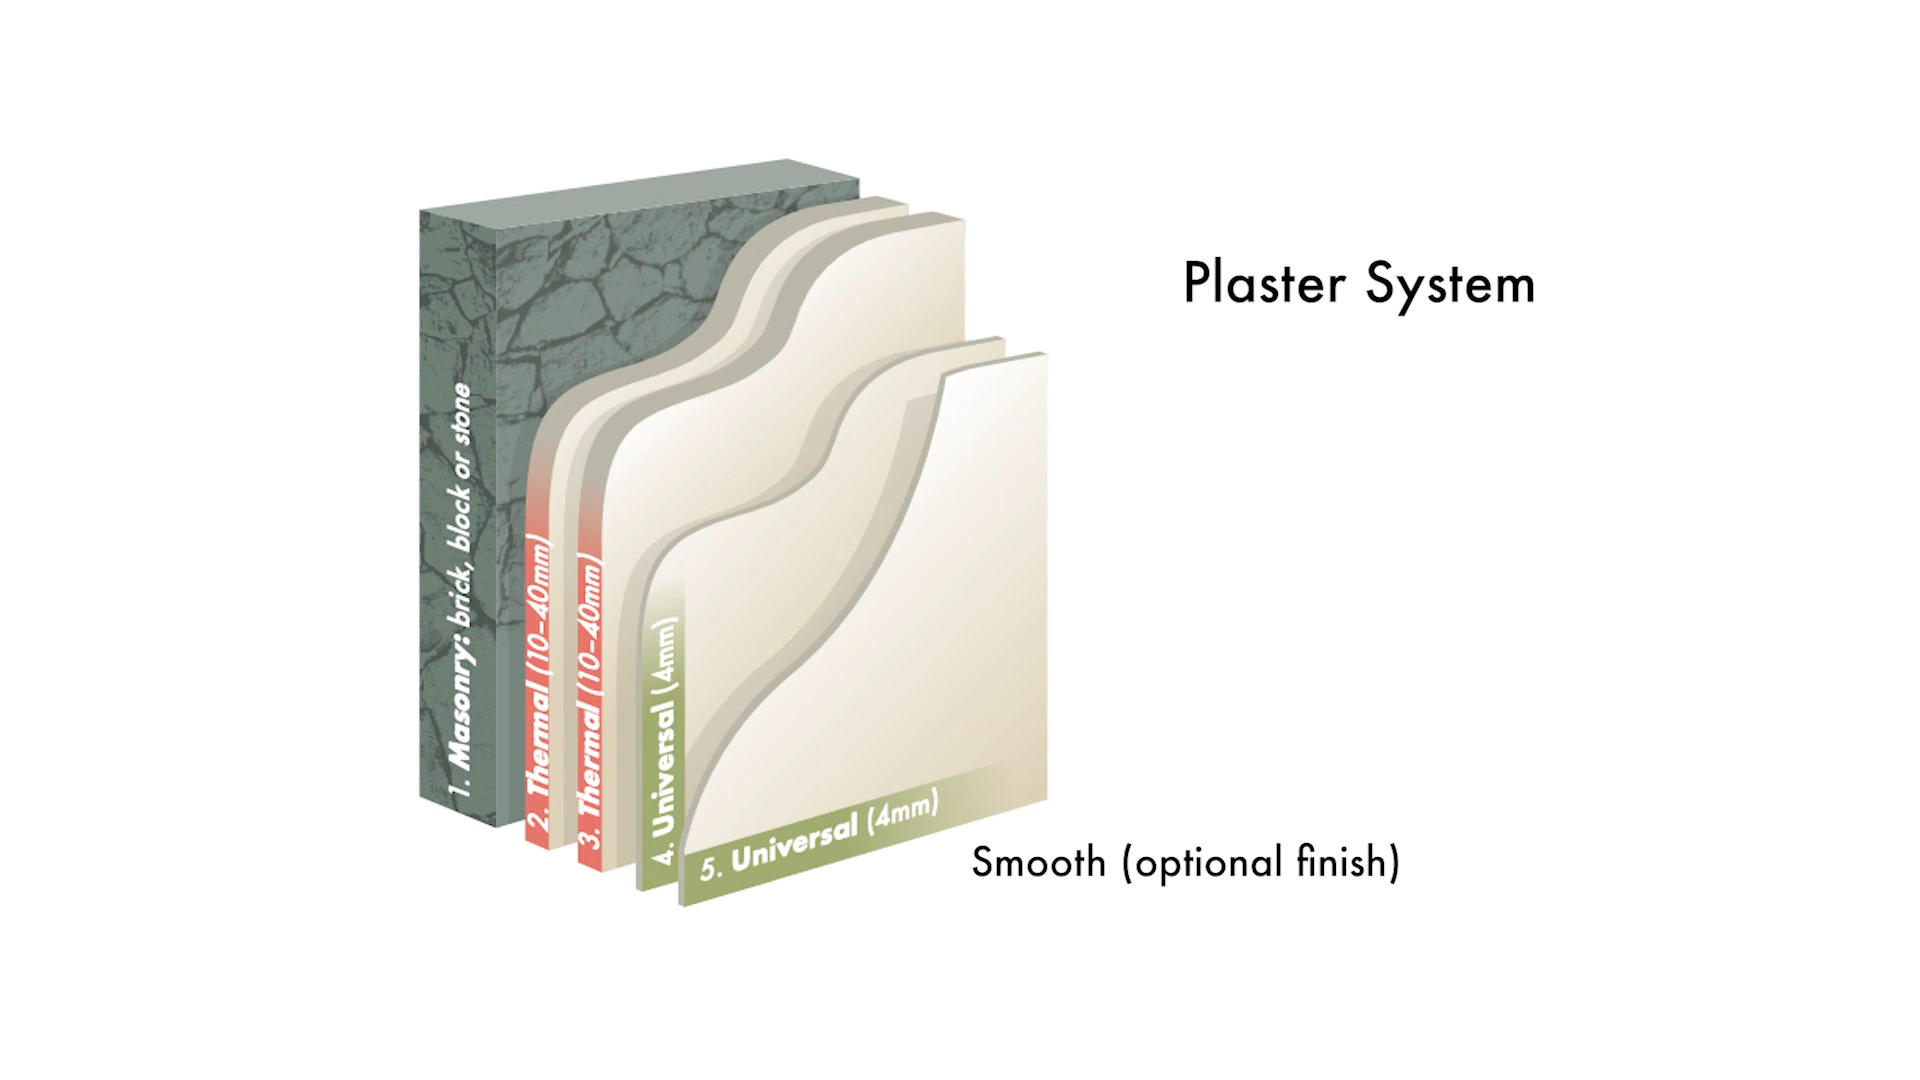 Plaster System
1. Masonry: brick, block or stone
2. Thermal (10-40mm)
3. Thermal (10-40mm)
4. Universal (4mm)
5. Universal (4mm)
Smooth (optional finish)